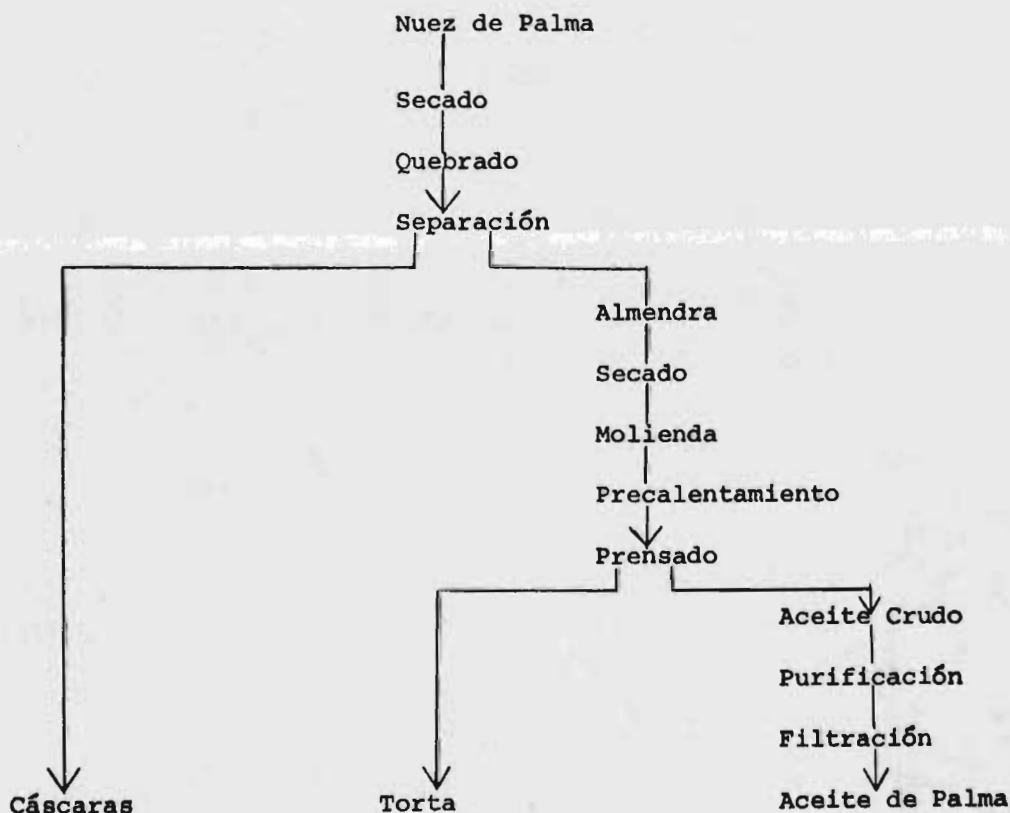 Nuez de Palma
Secado
Quebrado
Separación
Almendra
Secado
Molienda
Precalentamiento
Prensado
Aceite Crudo
Purificación
Filtración
Cáscaras Torta Aceite de Palma